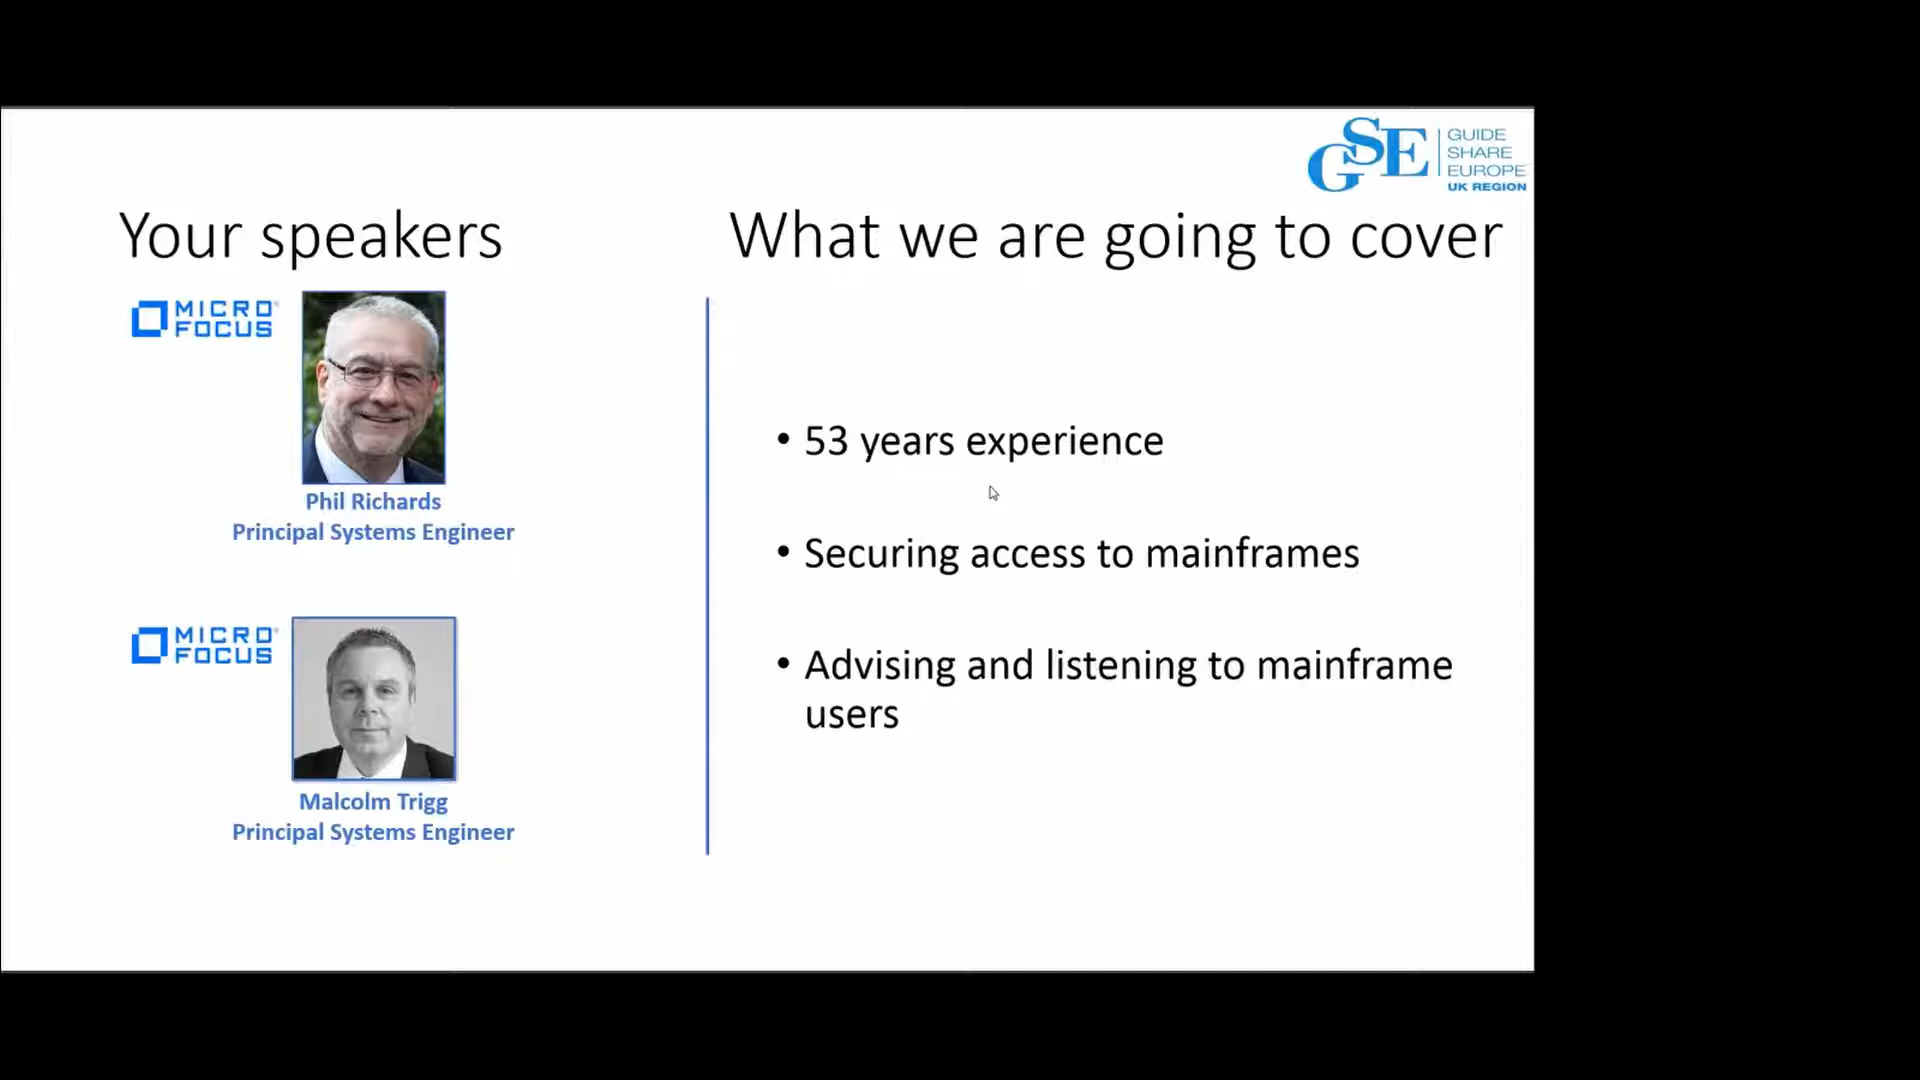 GSE
GUIDE
SHARE
EUROPE
UK REGION
Your speakers
MICRO
FOCUS
Phil Richards
Principal Systems Engineer
MICRO
FOCUS
Malcolm Trigg
Principal Systems Engineer
What we are going to cover
• 53 years experience
• Securing access to mainframes
• Advising and listening to mainframe
users